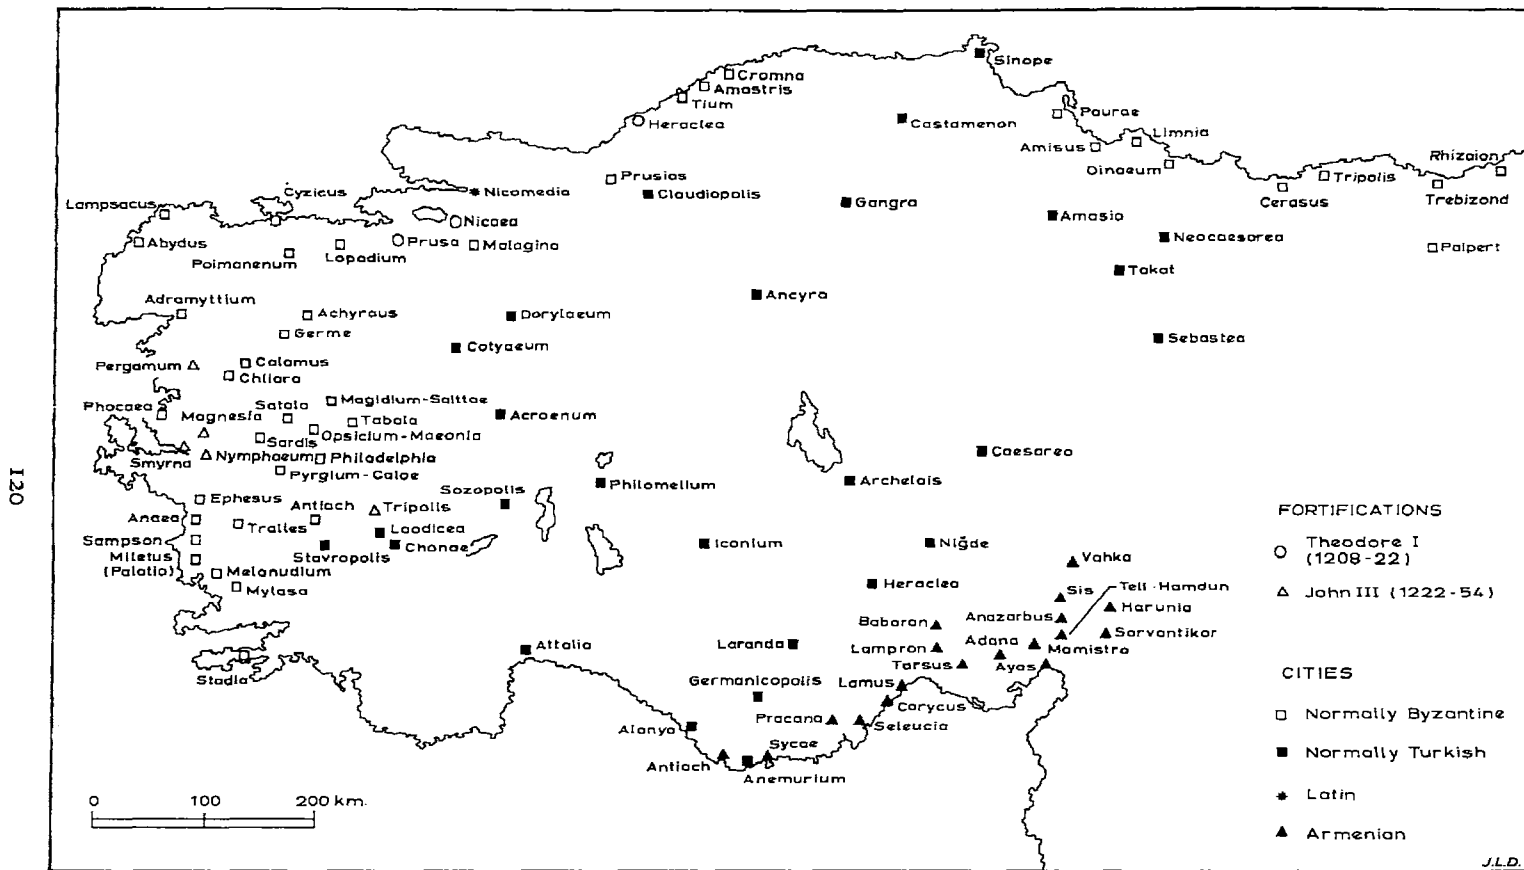 Sinope
Cromna
Amastris
Tium
Heraclea
Castamenon
Paurae
Limnia
Amisus
Oinaeum
Rhizaion
Tripolis
Cerasus
Trebizond
Prusias
Claudiopolis
Cyzicus
Nicomedia
Gangra
Amasia
Lampsacus
Nicaea
Neocaesarea
Abydus
Prusa
Malagina
Paipert
Poimanenum
Lopadium
Takat
Ancyra
Adramyttium
Achyraus
Dorylaeum
Germe
Sebastea
Cotyaeum
Pergamum
Calamus
Chliara
Magidium-Saittae
Phocaea
Satala
Magnesia
Tabala
Acroenum
Opsicium-Maeonia
Sardis
Smyrna
Nymphaeum
Philadelphia
Caesarea
Pyrgium-Caloe
Philomelium
Archelais
Sozopolis
Ephesus
Antioch
Tripolis
Anaea
Tralles
Laodicea
Sampson
Chonae
Stavropolis
Iconium
Niğde
Miletus
(Palatia)
Melanudium
Mylasa
Vahka
Heraclea
Sis
Tell-Hamdun
Harunia
Babaron
Anazarbus
Adana
Sarvantikar
Lampron
Mamistra
Tarsus
Ayas
Attalia
Laranda
Stadia
Germanicopolis
Lamus
Corycus
Pracana
Seleucia
Alanya
Sycae
Antioch
Anemurium
0 100 200 km.
120
FORTIFICATIONS
Theodore I
(1208-22)
John III (1222-54)
CITIES
Normally Byzantine
Normally Turkish
Latin
Armenian
J.L.D.